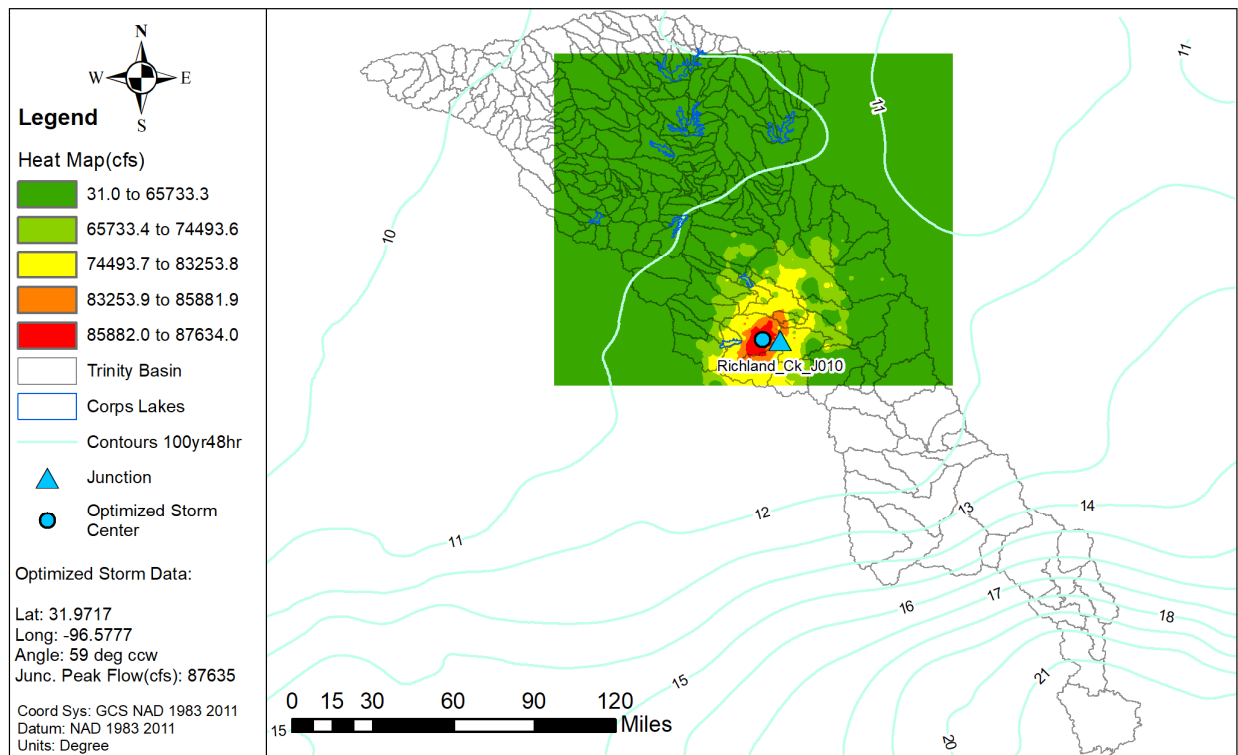 N
W E
S
Legend
Heat Map(cfs)
31.0 to 65733.3
65733.4 to 74493.6
74493.7 to 83253.8
83253.9 to 85881.9
85882.0 to 87634.0
Trinity Basin
Corps Lakes
Contours 100yr48hr
Junction
Optimized Storm
Center
Optimized Storm Data:
Lat: 31.9717
Long: -96.5777
Angle: 59 deg ccw
Junc. Peak Flow(cfs): 87635
Coord Sys: GCS NAD 1983 2011
Datum: NAD 1983 2011
Units: Degree
11
11
10
Richland_Ck_J010
12
13
14
11
16
17
18
15
21
20
15
0 15 30 60 90 120
Miles